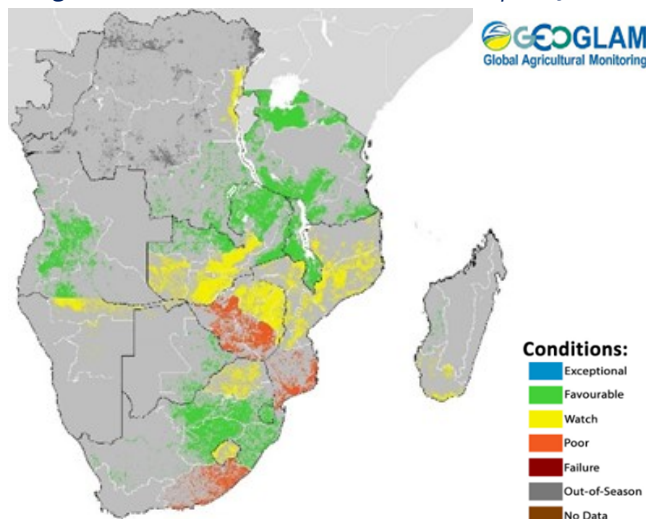 GEOGLAM
Global Agricultural Monitoring
Conditions:
Exceptional
Favourable
Watch
Poor
Failure
Out-of-Season
No Data